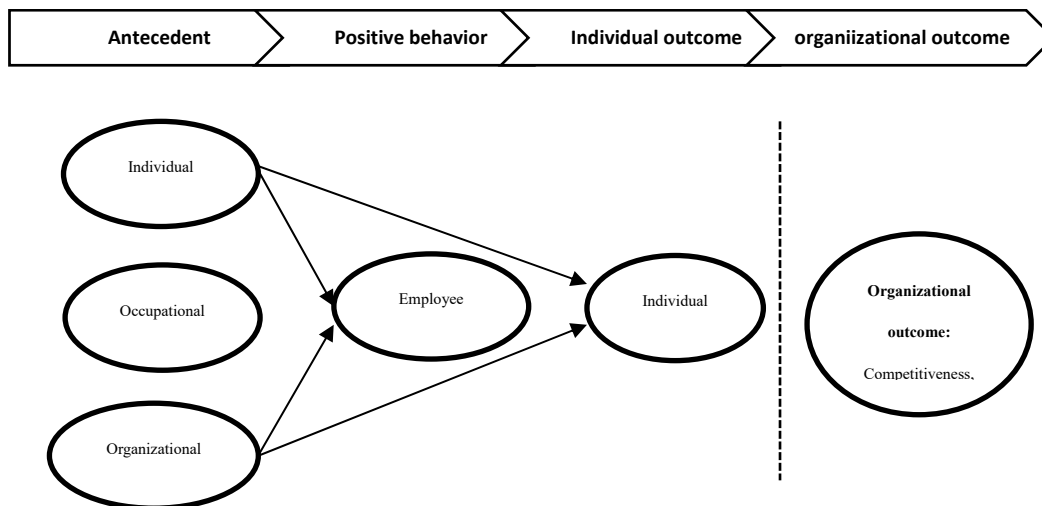 Antecedent
Positive behavior
Individual outcome
organiizational outcome
Individual
Occupational
Organizational
Employee
Individual
Organizational
outcome:
Competitiveness,